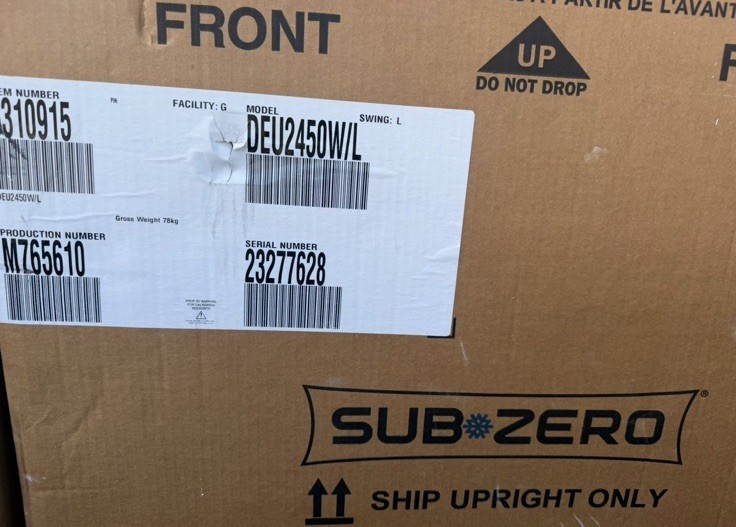 FRONT
PARTIR DE L'AVANT
UP
DO NOT DROP
EM NUMBER
310915
DEU2450W/L
FACILITY: G
MODEL
DEU2450W/L
SWING: L
Gross Weight 78kg
PRODUCTION NUMBER
M765610
SERIAL NUMBER
23277628
SUB ZERO
®
SHIP UPRIGHT ONLY